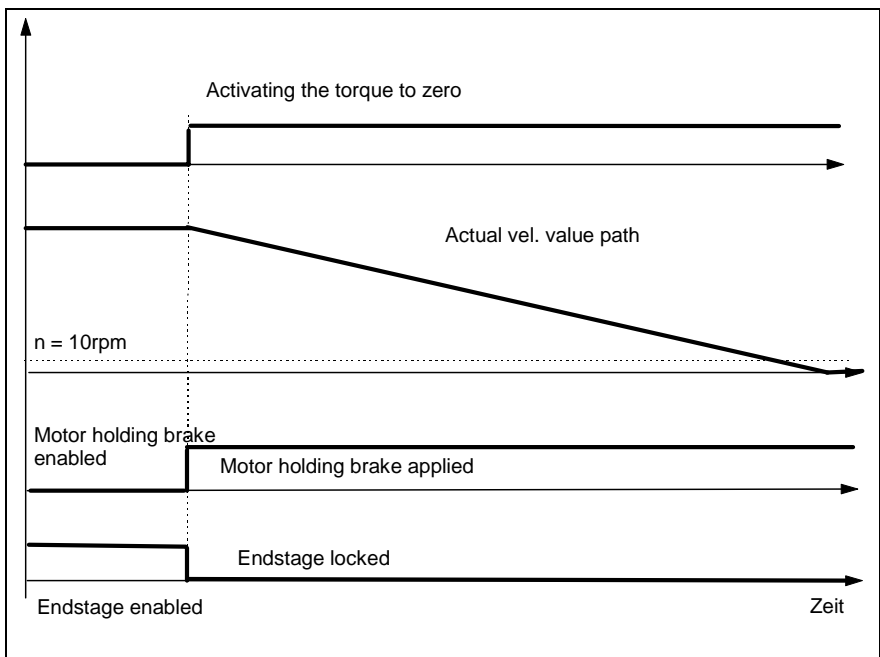 Activating the torque to zero
Actual vel. value path
n = 10rpm
Motor holding brake
enabled
Motor holding brake applied
Endstage locked
Endstage enabled
Zeit